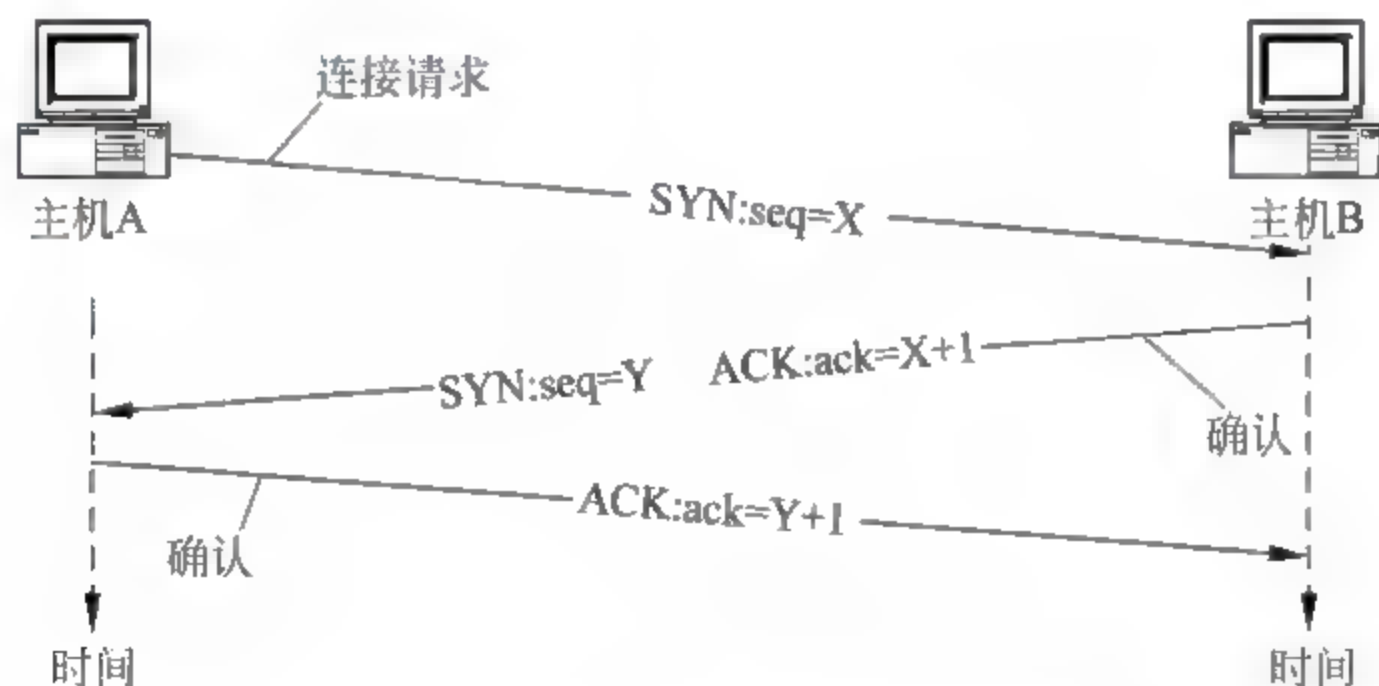 连接请求
SYN:seq=X
主机A
主机B
SYN:seq=Y ACK:ack=X+1
确认
ACK:ack=Y+1
确认
时间
时间